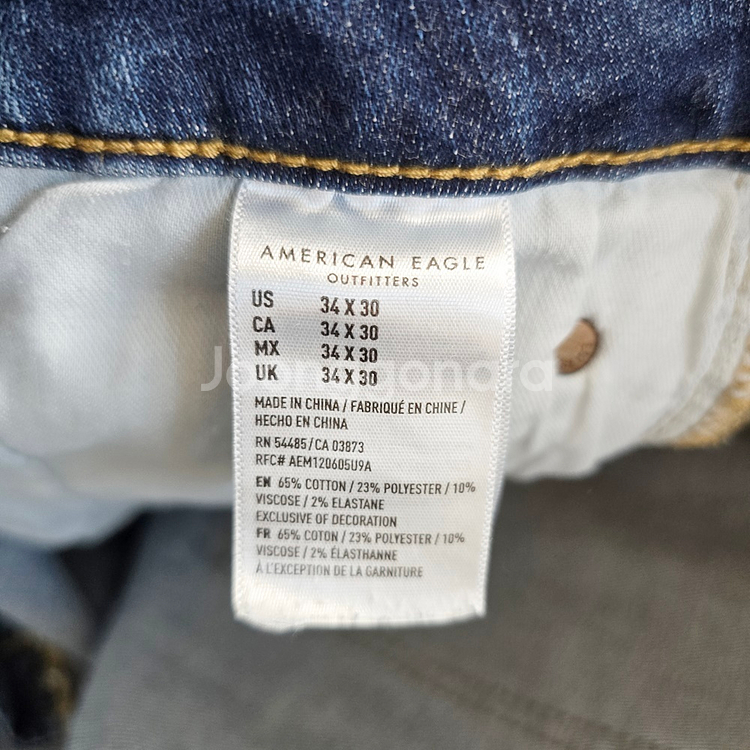 AMERICAN EAGLE
OUTFITTERS
US 34 X 30
CA 34 X 30
MX 34 X 30
UK 34 X 30
MADE IN CHINA / FABRIQUÉ EN CHINE /
HECHO EN CHINA
RN 54485/CA 03873
RFC# AEM120605U9A
EN 65% COTTON / 23% POLYESTER / 10%
VISCOSE / 2% ELASTANE
EXCLUSIVE OF DECORATION
FR 65% COTON / 23% POLYESTER / 10%
VISCOSE / 2% ÉLASTHANNE
À L'EXCEPTION DE LA GARNITURE
Joonggonara